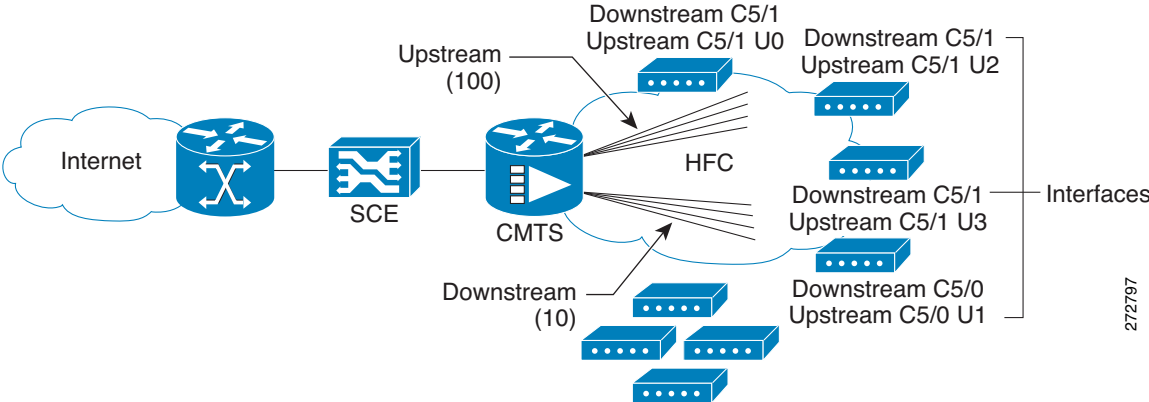 Downstream C5/1
Upstream C5/1 U0
Upstream
(100)
Downstream C5/1
Upstream C5/1 U2
Internet
SCE
CMTS
HFC
Downstream C5/1
Upstream C5/1 U3
Interfaces
Downstream
(10)
Downstream C5/0
Upstream C5/0 U1
272797